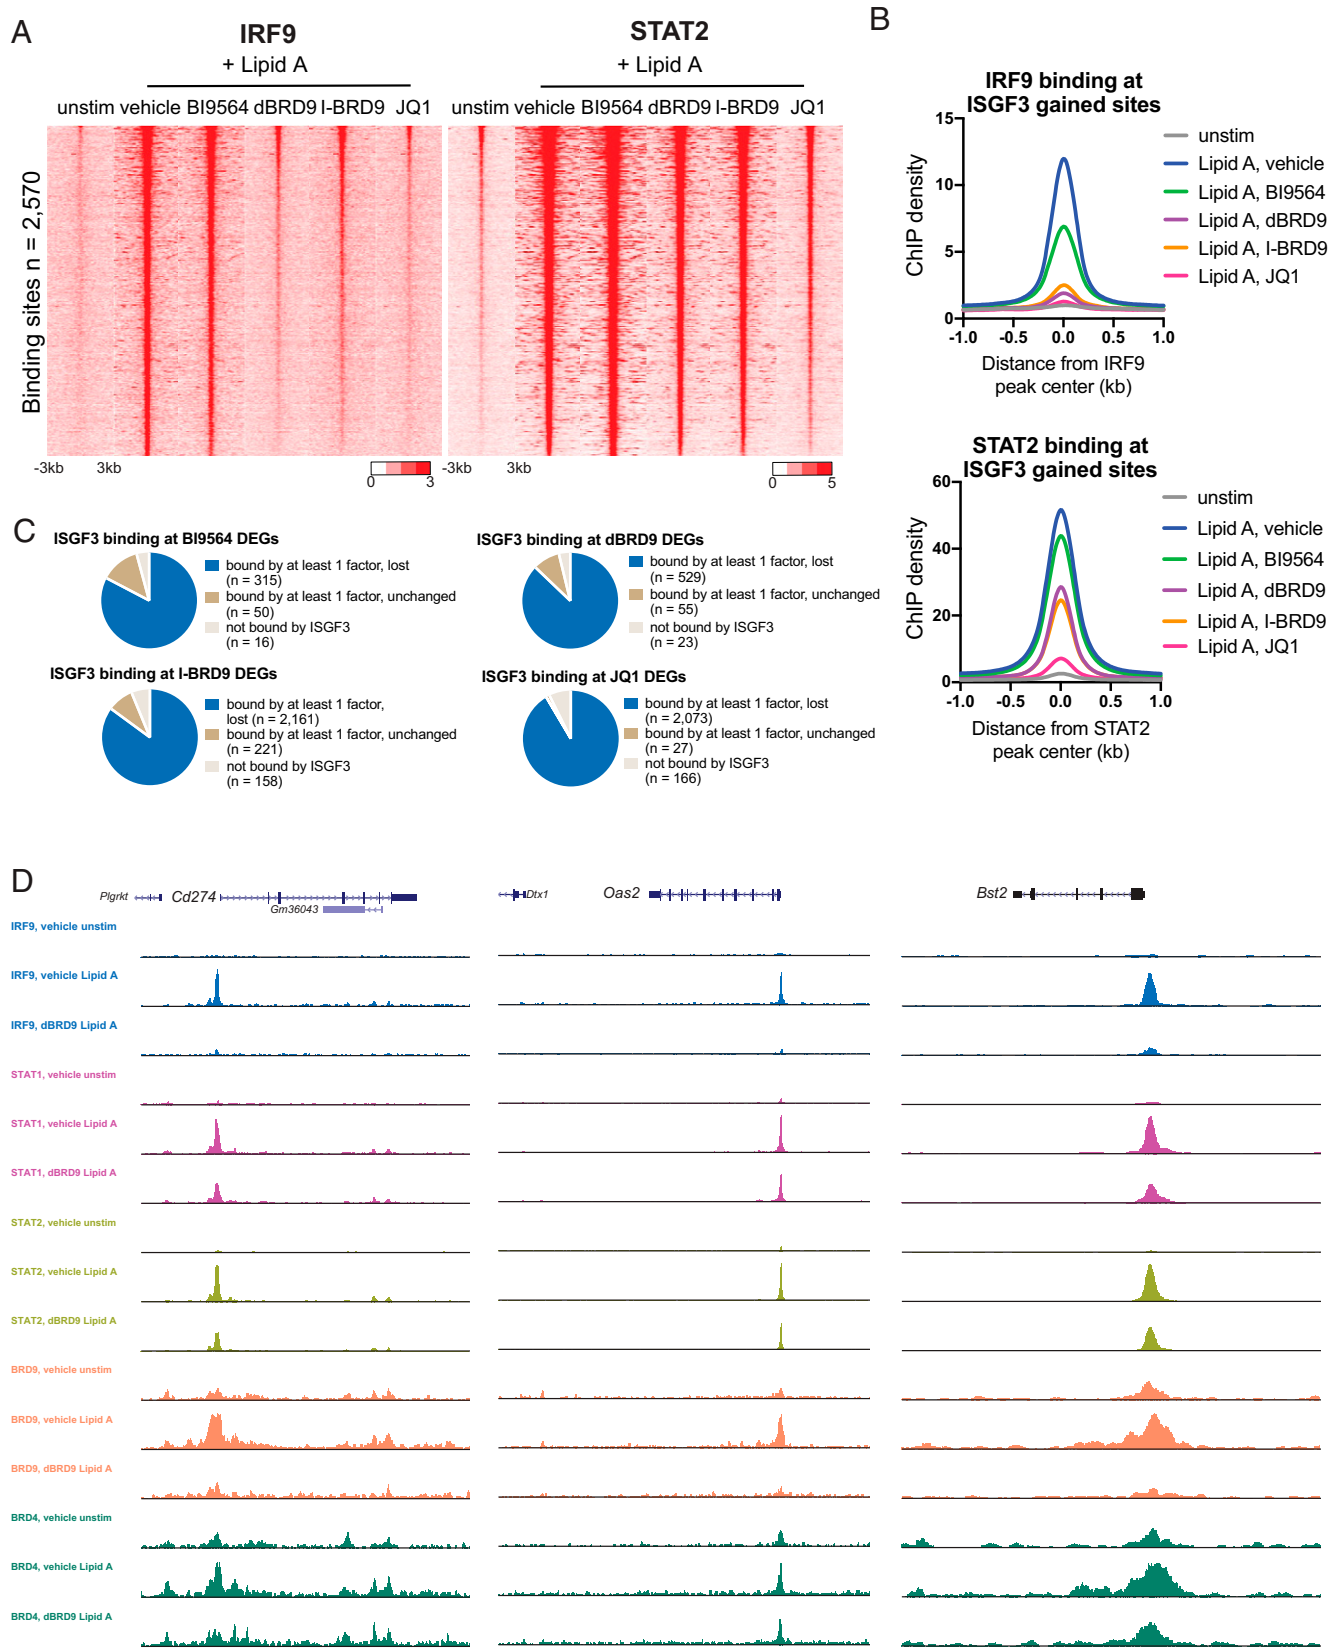 A
IRF9
+ Lipid A
unstim vehicle BI9564 dBRD9 I-BRD9 JQ1
STAT2
+ Lipid A
unstim vehicle BI9564 dBRD9 I-BRD9 JQ1
Binding sites n = 2,570
-3kb 3kb
0 3
-3kb 3kb
0 5
B
IRF9 binding at
ISGF3 gained sites
ChIP density
15
10
5
0
-1.0 -0.5 0.0 0.5 1.0
Distance from IRF9
peak center (kb)
unstim
Lipid A, vehicle
Lipid A, BI9564
Lipid A, dBRD9
Lipid A, I-BRD9
Lipid A, JQ1
STAT2 binding at
ISGF3 gained sites
ChIP density
60
40
20
0
-1.0 -0.5 0.0 0.5 1.0
Distance from STAT2
peak center (kb)
unstim
Lipid A, vehicle
Lipid A, BI9564
Lipid A, dBRD9
Lipid A, I-BRD9
Lipid A, JQ1
C
ISGF3 binding at BI9564 DEGs
bound by at least 1 factor, lost
(n = 315)
bound by at least 1 factor, unchanged
(n = 50)
not bound by ISGF3
(n = 16)
ISGF3 binding at dBRD9 DEGs
bound by at least 1 factor, lost
(n = 529)
bound by at least 1 factor, unchanged
(n = 55)
not bound by ISGF3
(n = 23)
ISGF3 binding at I-BRD9 DEGs
bound by at least 1 factor,
lost (n = 2,161)
bound by at least 1 factor, unchanged
(n = 221)
not bound by ISGF3
(n = 158)
ISGF3 binding at JQ1 DEGs
bound by at least 1 factor, lost
(n = 2,073)
bound by at least 1 factor, unchanged
(n = 27)
not bound by ISGF3
(n = 166)
D
Plgrkt Cd274
Gm36043
Dtx1 Oas2
Bst2
IRF9, vehicle unstim
IRF9, vehicle Lipid A
IRF9, dBRD9 Lipid A
STAT1, vehicle unstim
STAT1, vehicle Lipid A
STAT1, dBRD9 Lipid A
STAT2, vehicle unstim
STAT2, vehicle Lipid A
STAT2, dBRD9 Lipid A
BRD9, vehicle unstim
BRD9, vehicle Lipid A
BRD9, dBRD9 Lipid A
BRD4, vehicle unstim
BRD4, vehicle Lipid A
BRD4, dBRD9 Lipid A